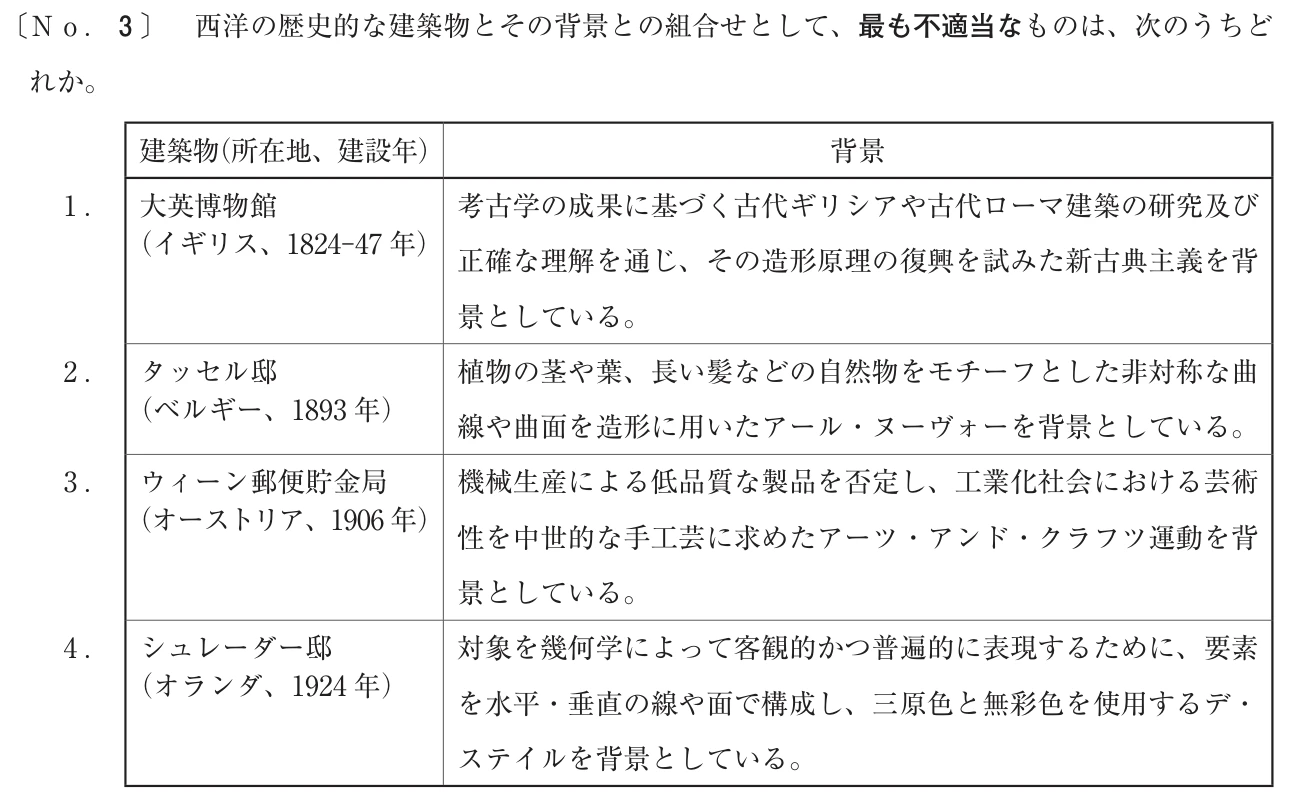 〔Ｎｏ．３〕 西洋の歴史的な建築物とその背景との組合せとして、最も不適当なものは、次のうちど
れか。
建築物(所在地、建設年) 背景
1. 大英博物館
(イギリス、1824-47年)
考古学の成果に基づく古代ギリシアや古代ローマ建築の研究及び
正確な理解を通じ、その造形原理の復興を試みた新古典主義を背
景としている。
2. タッセル邸
(ベルギー、1893年)
植物の茎や葉、長い髪などの自然物をモチーフとした非対称な曲
線や曲面を造形に用いたアール・ヌーヴォーを背景としている。
3. ウィーン郵便貯金局
(オーストリア、1906年)
機械生産による低品質な製品を否定し、工業化社会における芸術
性を中世的な手工芸に求めたアーツ・アンド・クラフツ運動を背
景としている。
4. シュレーダー邸
(オランダ、1924年)
対象を幾何学によって客観的かつ普遍的に表現するために、要素
を水平・垂直の線や面で構成し、三原色と無彩色を使用するデ・
ステイルを背景としている。